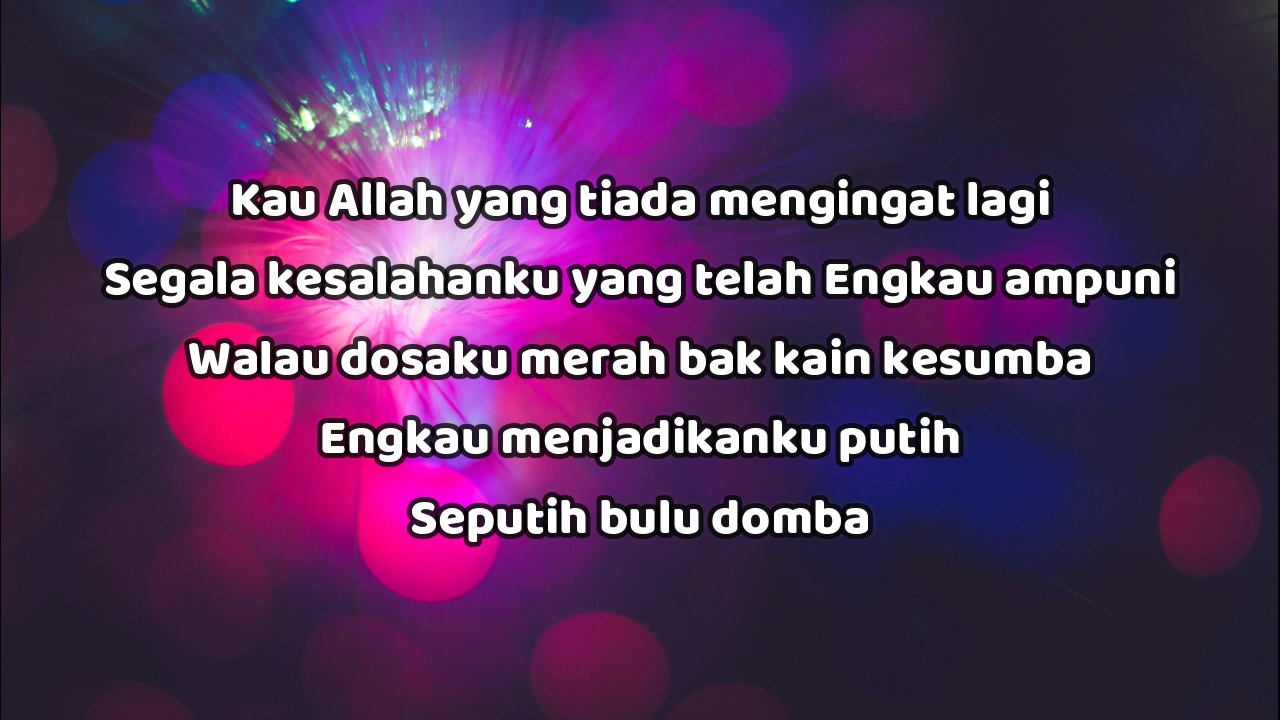 Kau Allah yang tiada mengingat lagi
Segala kesalahanku yang telah Engkau ampuni
Walau dosaku merah bak kain kesumba
Engkau menjadikanku putih
Seputih bulu domba